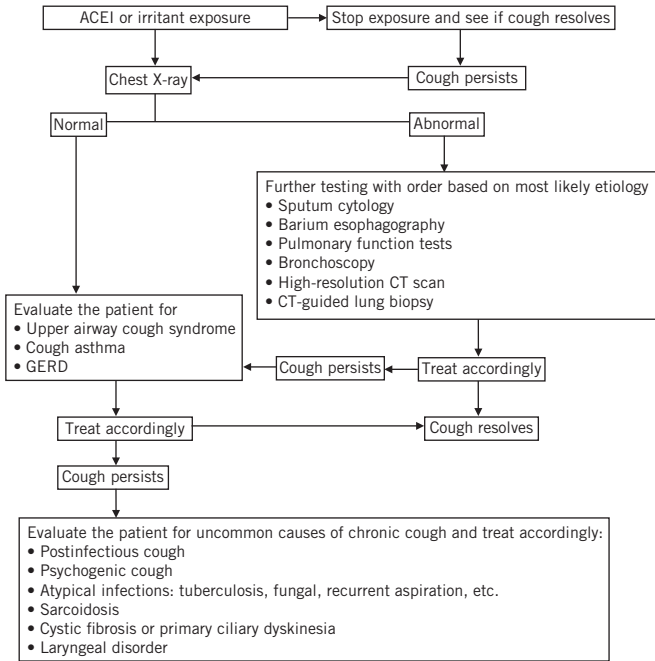 ACEI or irritant exposure
Stop exposure and see if cough resolves
Chest X-ray
Cough persists
Normal
Abnormal
Further testing with order based on most likely etiology
• Sputum cytology
• Barium esophagography
• Pulmonary function tests
• Bronchoscopy
• High-resolution CT scan
• CT-guided lung biopsy
Evaluate the patient for
• Upper airway cough syndrome
• Cough asthma
• GERD
Cough persists
Treat accordingly
Treat accordingly
Cough resolves
Cough persists
Evaluate the patient for uncommon causes of chronic cough and treat accordingly:
• Postinfectious cough
• Psychogenic cough
• Atypical infections: tuberculosis, fungal, recurrent aspiration, etc.
• Sarcoidosis
• Cystic fibrosis or primary ciliary dyskinesia
• Laryngeal disorder